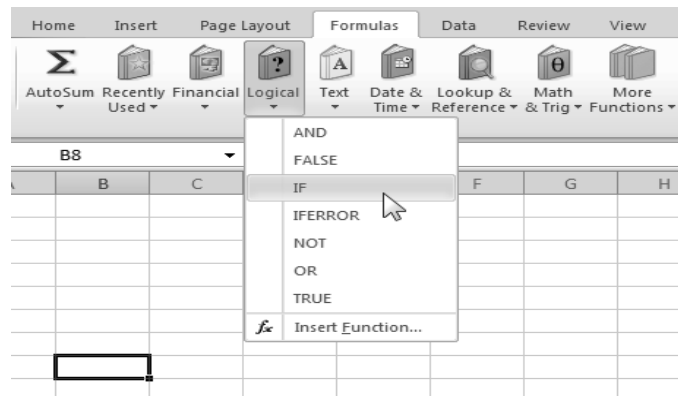 Home Insert Page Layout Formulas Data Review View
AutoSum Recently Used Financial Logical Text Date & Time Lookup & Reference Math & Trig More Functions
B8
B C F G H
AND
FALSE
IF
IFERROR
NOT
OR
TRUE
fx Insert Function...